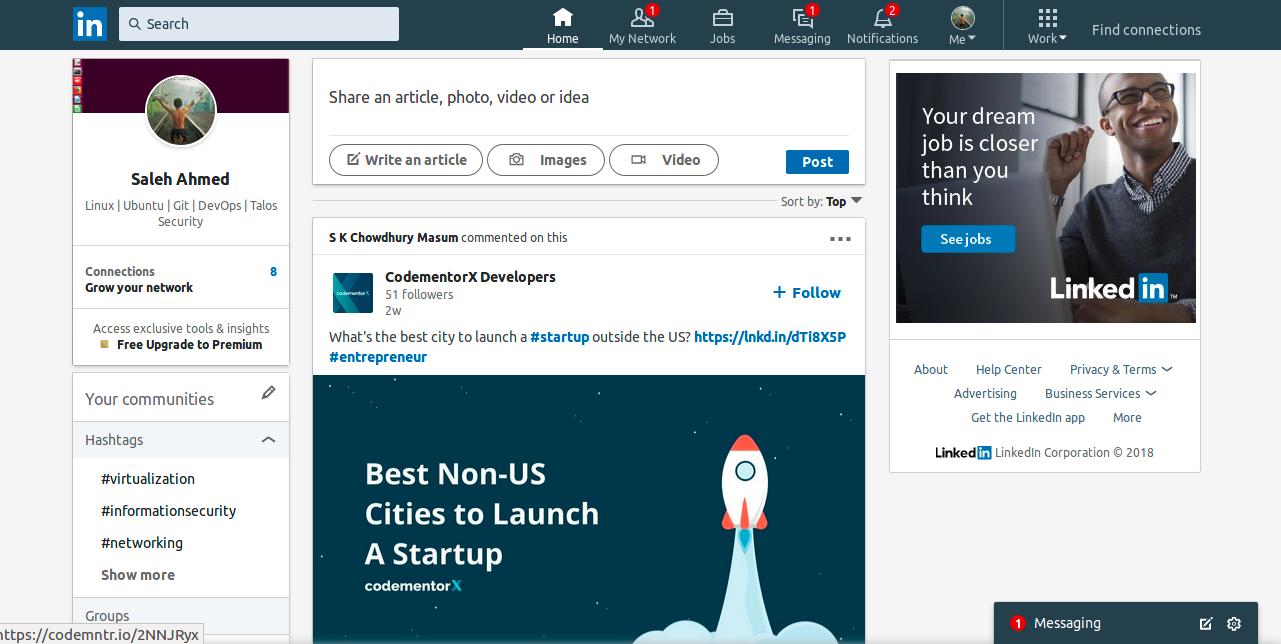 in
Search
Home
1
My Network
Jobs
1
Messaging
2
Notifications
Me
Work
Find connections
Saleh Ahmed
Linux | Ubuntu | Git | DevOps | Talos
Security
Connections 8
Grow your network
Access exclusive tools & insights
Free Upgrade to Premium
Your communities
Hashtags
#virtualization
#informationsecurity
#networking
Show more
Groups
https://codemntr.io/2NNJRyx
Share an article, photo, video or idea
Write an article
Images
Video
Post
Sort by: Top
S K Chowdhury Masum commented on this
codementorX
CodementorX Developers
51 followers
2w
+ Follow
What's the best city to launch a #startup outside the US? https://lnkd.in/dTi8X5P
#entrepreneur
Best Non-US
Cities to Launch
A Startup
codementorX
Your dream
job is closer
than you
think
See jobs
Linked in ™
About Help Center Privacy & Terms
Advertising Business Services
Get the LinkedIn app More
Linked in LinkedIn Corporation © 2018
1 Messaging